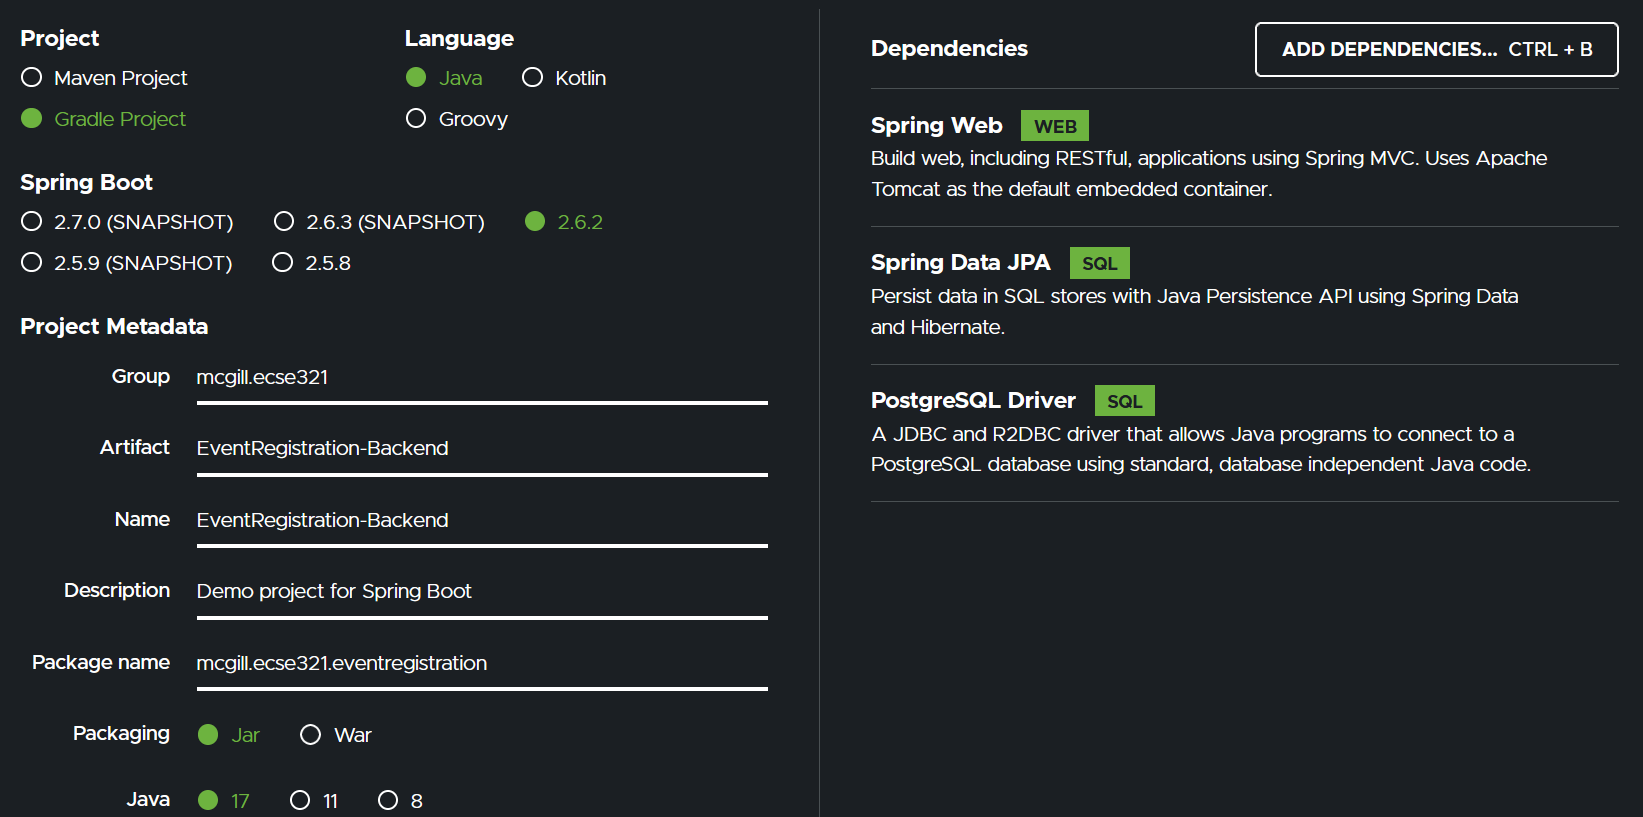 Project
Maven Project
Gradle Project
Language
Java Kotlin
Groovy
Spring Boot
2.7.0 (SNAPSHOT) 2.6.3 (SNAPSHOT) 2.6.2
2.5.9 (SNAPSHOT) 2.5.8
Project Metadata
Group mcgill.ecse321
Artifact EventRegistration-Backend
Name EventRegistration-Backend
Description Demo project for Spring Boot
Package name mcgill.ecse321.eventregistration
Packaging Jar War
Java 17 11 8
Dependencies ADD DEPENDENCIES... CTRL + B
Spring Web WEB
Build web, including RESTful, applications using Spring MVC. Uses Apache
Tomcat as the default embedded container.
Spring Data JPA SQL
Persist data in SQL stores with Java Persistence API using Spring Data
and Hibernate.
PostgreSQL Driver SQL
A JDBC and R2DBC driver that allows Java programs to connect to a
PostgreSQL database using standard, database independent Java code.